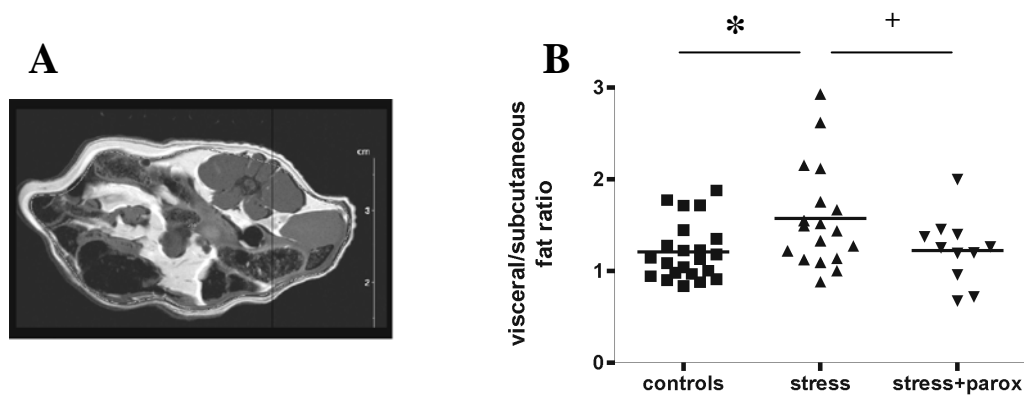 A
cm
3
2
B
*
+
visceral/subcutaneous
fat ratio
3
2
1
0
controls
stress
stress+parox